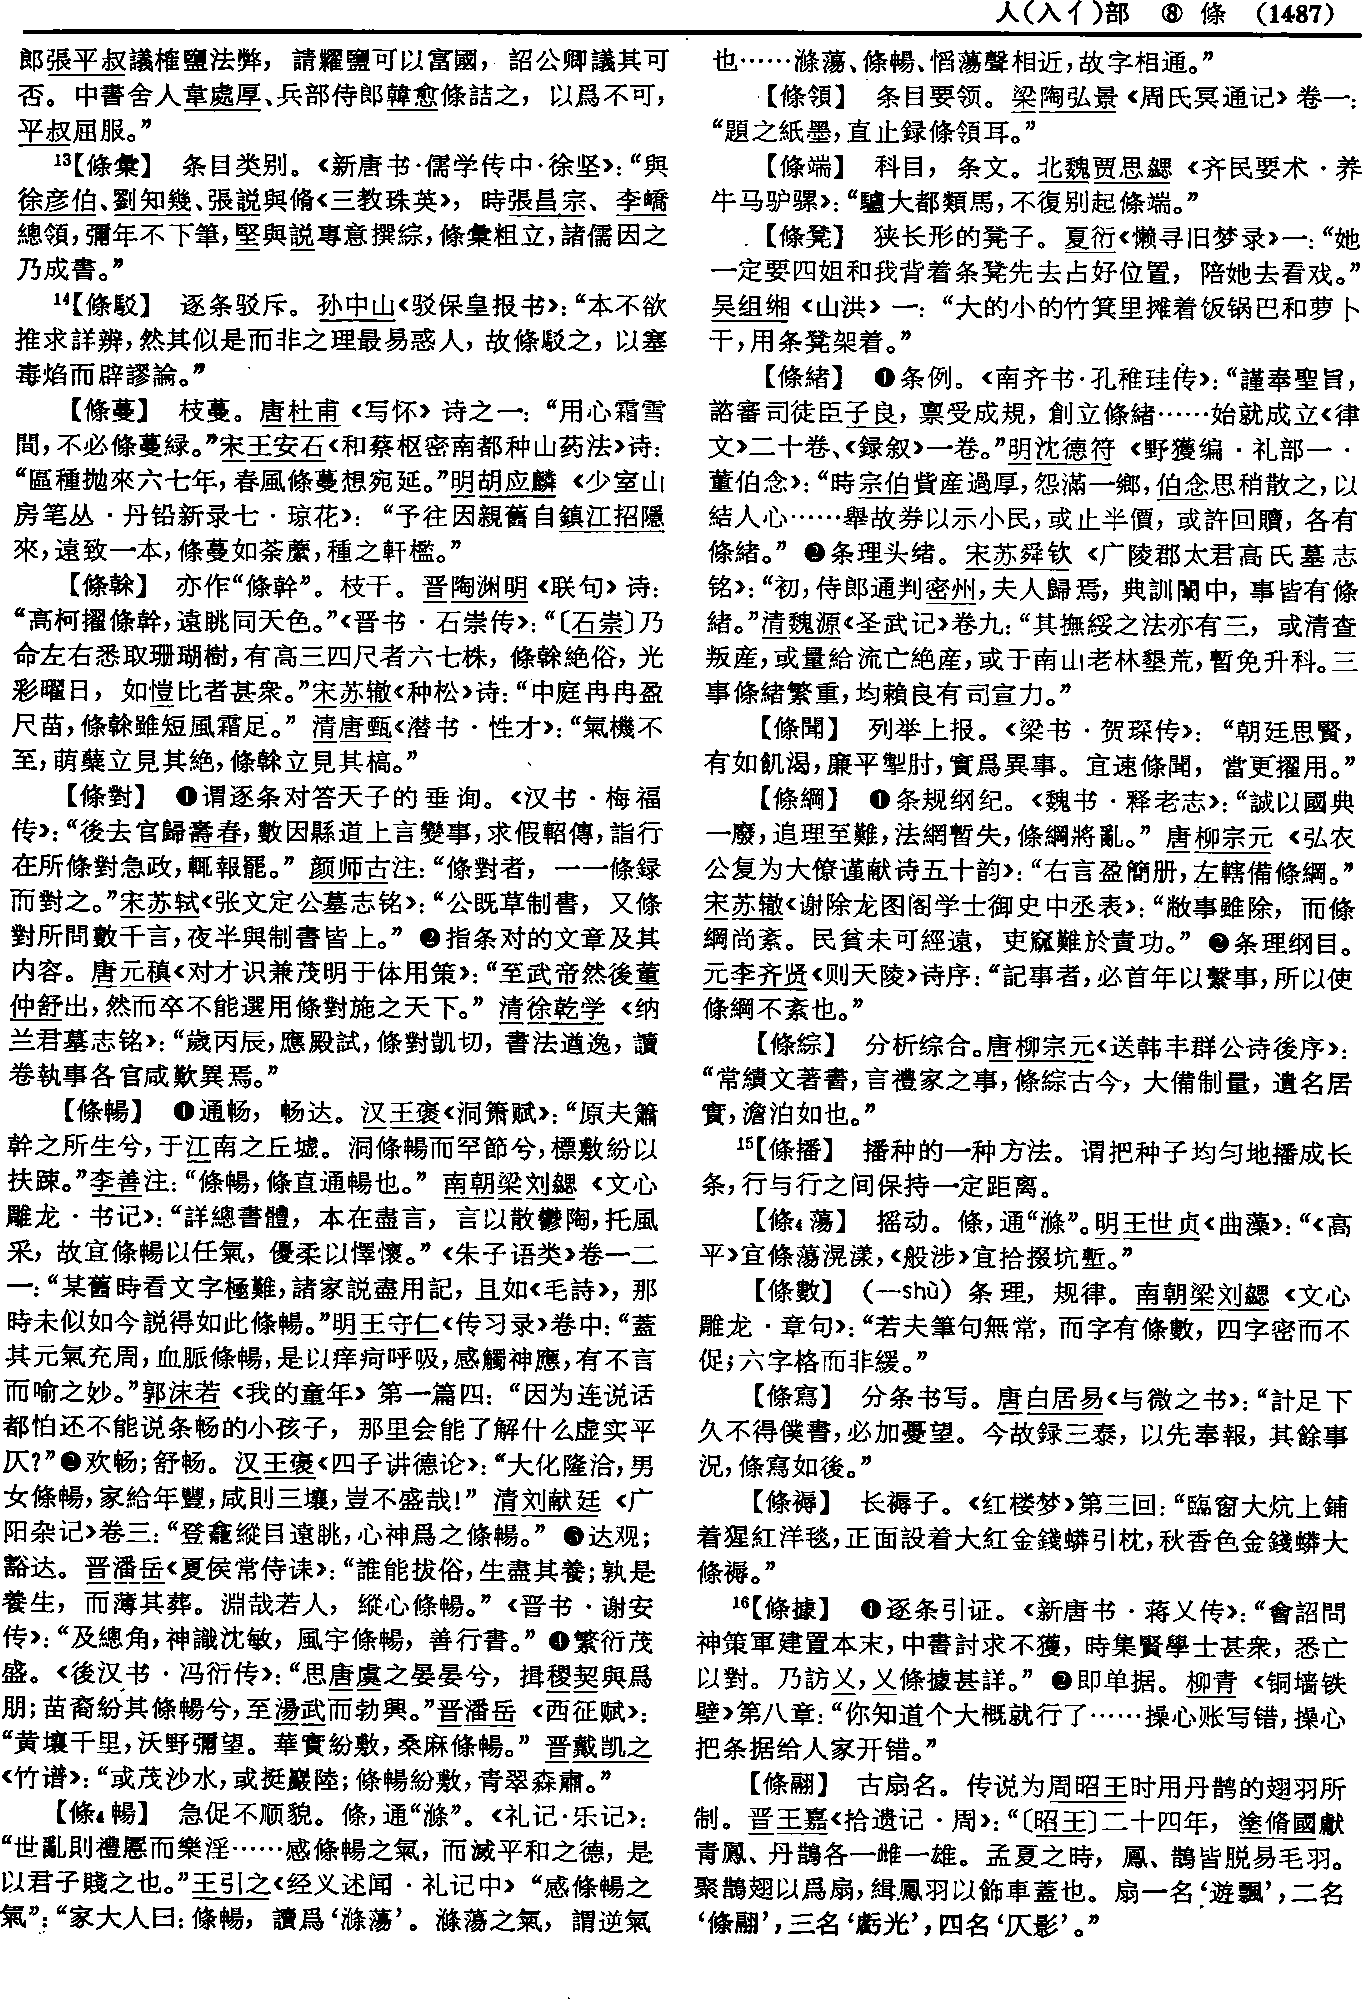 人(入亻)部　⑧　條　(1487)
郎張平叔議榷鹽法弊，請糶鹽可以富國，詔公卿議其可
否。中書舍人韋處厚、兵部侍郎韓愈條詰之，以爲不可，
平叔屈服。”
13【條彙】　条目类别。《新唐书·儒学传中·徐坚》：“與
徐彦伯、劉知幾、張説與脩《三教珠英》，時張昌宗、李嶠
總領，彌年不下筆，堅與説專意撰綜，條彙粗立，諸儒因之
乃成書。”
14【條駁】　逐条驳斥。孙中山《驳保皇报书》：“本不欲
推求詳辨，然其似是而非之理最易惑人，故條駁之，以塞
毒焰而辟謬論。”
【條蔓】　枝蔓。唐杜甫《写怀》诗之一：“用心霜雪
間，不必條蔓緑。”宋王安石《和蔡枢密南都种山药法》诗：
“區種抛來六七年，春風條蔓想宛延。”明胡应麟《少室山
房笔丛·丹铅新录七·琼花》：“予往因親舊自鎮江招隱
來，遠致一本，條蔓如荼䕷，種之軒檻。”
【條榦】　亦作“條幹”。枝干。晋陶渊明《联句》诗：
“高柯擢條幹，遠眺同天色。”《晋书·石崇传》：“〔石崇〕乃
命左右悉取珊瑚樹，有高三四尺者六七株，條榦絶俗，光
彩曜日，如愷比者甚衆。”宋苏辙《种松》诗：“中庭冉冉盈
尺苗，條榦雖短風霜足。”清唐甄《潜书·性才》：“氣機不
至，萌蘖立見其絶，條榦立見其槁。”
【條對】　❶谓逐条对答天子的垂询。《汉书·梅福
传》：“後去官歸壽春，數因縣道上言變事，求假軺傳，詣行
在所條對急政，輒報罷。”颜师古注：“條對者，一一條録
而對之。”宋苏轼《张文定公墓志铭》：“公既草制書，又條
對所問數千言，夜半與制書皆上。”❷指条对的文章及其
内容。唐元稹《对才识兼茂明于体用策》：“至武帝然後董
仲舒出，然而卒不能選用條對施之天下。”清徐乾学《纳
兰君墓志铭》：“歲丙辰，應殿試，條對凱切，書法遒逸，讀
卷執事各官咸歎異焉。”
【條暢】　❶通畅，畅达。汉王褒《洞箫赋》：“原夫簫
幹之所生兮，于江南之丘墟。洞條暢而罕節兮，標敷紛以
扶踈。”李善注：“條暢，條直通暢也。”南朝梁刘勰《文心
雕龙·书记》：“詳總書體，本在盡言，言以散鬱陶，托風
采，故宜條暢以任氣，優柔以懌懷。”《朱子语类》卷一二
一：“某舊時看文字極難，諸家説盡用記，且如《毛詩》，那
時未似如今説得如此條暢。”明王守仁《传习录》卷中：“蓋
其元氣充周，血脈條暢，是以痒疴呼吸，感觸神應，有不言
而喻之妙。”郭沫若《我的童年》第一篇四：“因为连说话
都怕还不能说条畅的小孩子，那里会能了解什么虚实平
仄？”❷欢畅；舒畅。汉王褒《四子讲德论》：“大化隆洽，男
女條暢，家給年豐，咸則三壤，豈不盛哉！”清刘献廷《广
阳杂记》卷三：“登龕縱目遠眺，心神爲之條暢。”❸达观；
豁达。晋潘岳《夏侯常侍诔》：“誰能拔俗，生盡其養；孰是
養生，而薄其葬。淵哉若人，縱心條暢。”《晋书·谢安
传》：“及總角，神識沈敏，風宇條暢，善行書。”❹繁衍茂
盛。《後汉书·冯衍传》：“思唐虞之晏晏兮，揖稷契與爲
朋；苗裔紛其條暢兮，至湯武而勃興。”晋潘岳《西征赋》：
“黄壤千里，沃野彌望。華實紛敷，桑麻條暢。”晋戴凯之
《竹谱》：“或茂沙水，或挺巖陸；條暢紛敷，青翠森肅。”
【條4暢】　急促不顺貌。條，通“滌”。《礼记·乐记》：
“世亂則禮慝而樂淫……感條暢之氣，而滅平和之德，是
以君子賤之也。”王引之《经义述闻·礼记中》“感條暢之
氣”：“家大人曰：條暢，讀爲‘滌蕩’。滌蕩之氣，謂逆氣
也……滌蕩、條暢、慆蕩聲相近，故字相通。”
【條領】　条目要领。梁陶弘景《周氏冥通记》卷一：
“題之紙墨，直止録條領耳。”
【條端】　科目，条文。北魏贾思勰《齐民要术·养
牛马驴骡》：“驢大都類馬，不復别起條端。”
【條凳】　狭长形的凳子。夏衍《懒寻旧梦录》一：“她
一定要四姐和我背着条凳先去占好位置，陪她去看戏。”
吴组缃《山洪》一：“大的小的竹箕里摊着饭锅巴和萝卜
干，用条凳架着。”
【條緒】　❶条例。《南齐书·孔稚珪传》：“謹奉聖旨，
諮審司徒臣子良，禀受成規，創立條緒……始就成立《律
文》二十卷、《録叙》一卷。”明沈德符《野獲编·礼部一·
董伯念》：“時宗伯貲産過厚，怨滿一鄉，伯念思稍散之，以
結人心……舉故券以示小民，或止半價，或許回贖，各有
條緒。”❷条理头绪。宋苏舜钦《广陵郡太君高氏墓志
铭》：“初，侍郎通判密州，夫人歸焉，典訓闈中，事皆有條
緒。”清魏源《圣武记》卷九：“其撫綏之法亦有三，或清查
叛産，或量給流亡絶産，或于南山老林墾荒，暫免升科。三
事條緒繁重，均賴良有司宣力。”
【條聞】　列举上报。《梁书·贺琛传》：“朝廷思賢，
有如飢渴，廉平掣肘，實爲異事。宜速條聞，當更擢用。”
【條綱】　❶条规纲纪。《魏书·释老志》：“誠以國典
一廢，追理至難，法網暫失，條綱將亂。”唐柳宗元《弘农
公复为大僚谨献诗五十韵》：“右言盈簡册，左轄備條綱。”
宋苏辙《谢除龙图阁学士御史中丞表》：“敝事雖除，而條
綱尚紊。民貧未可經遠，吏窳難於責功。”❷条理纲目。
元李齐贤《则天陵》诗序：“記事者，必首年以繫事，所以使
條綱不紊也。”
【條綜】　分析综合。唐柳宗元《送韩丰群公诗後序》：
“常績文著書，言禮家之事，條綜古今，大備制量，遺名居
實，澹泊如也。”
15【條播】　播种的一种方法。谓把种子均匀地播成长
条，行与行之间保持一定距离。
【條4蕩】　摇动。條，通“滌”。明王世贞《曲藻》：“《高
平》宜條蕩滉漾，《般涉》宜拾掇坑塹。”
【條數】　（—shù）条理，规律。南朝梁刘勰《文心
雕龙·章句》：“若夫筆句無常，而字有條數，四字密而不
促；六字格而非緩。”
【條寫】　分条书写。唐白居易《与微之书》：“計足下
久不得僕書，必加憂望。今故録三泰，以先奉報，其餘事
況，條寫如後。”
【條褥】　长褥子。《红楼梦》第三回：“臨窗大炕上鋪
着猩紅洋毯，正面設着大紅金錢蟒引枕，秋香色金錢蟒大
條褥。”
16【條據】　❶逐条引证。《新唐书·蒋乂传》：“會詔問
神策軍建置本末，中書討求不獲，時集賢學士甚衆，悉亡
以對。乃訪乂，乂條據甚詳。”❷即单据。柳青《铜墙铁
壁》第八章：“你知道个大概就行了……操心账写错，操心
把条据给人家开错。”
【條翮】　古扇名。传说为周昭王时用丹鹊的翅羽所
制。晋王嘉《拾遗记·周》：“〔昭王〕二十四年，塗脩國獻
青鳳、丹鵲各一雌一雄。孟夏之時，鳳、鵲皆脱易毛羽。
聚鵲翅以爲扇，緝鳳羽以飾車蓋也。扇一名‘遊飄’，二名
‘條翮’，三名‘虧光’，四名‘仄影’。”